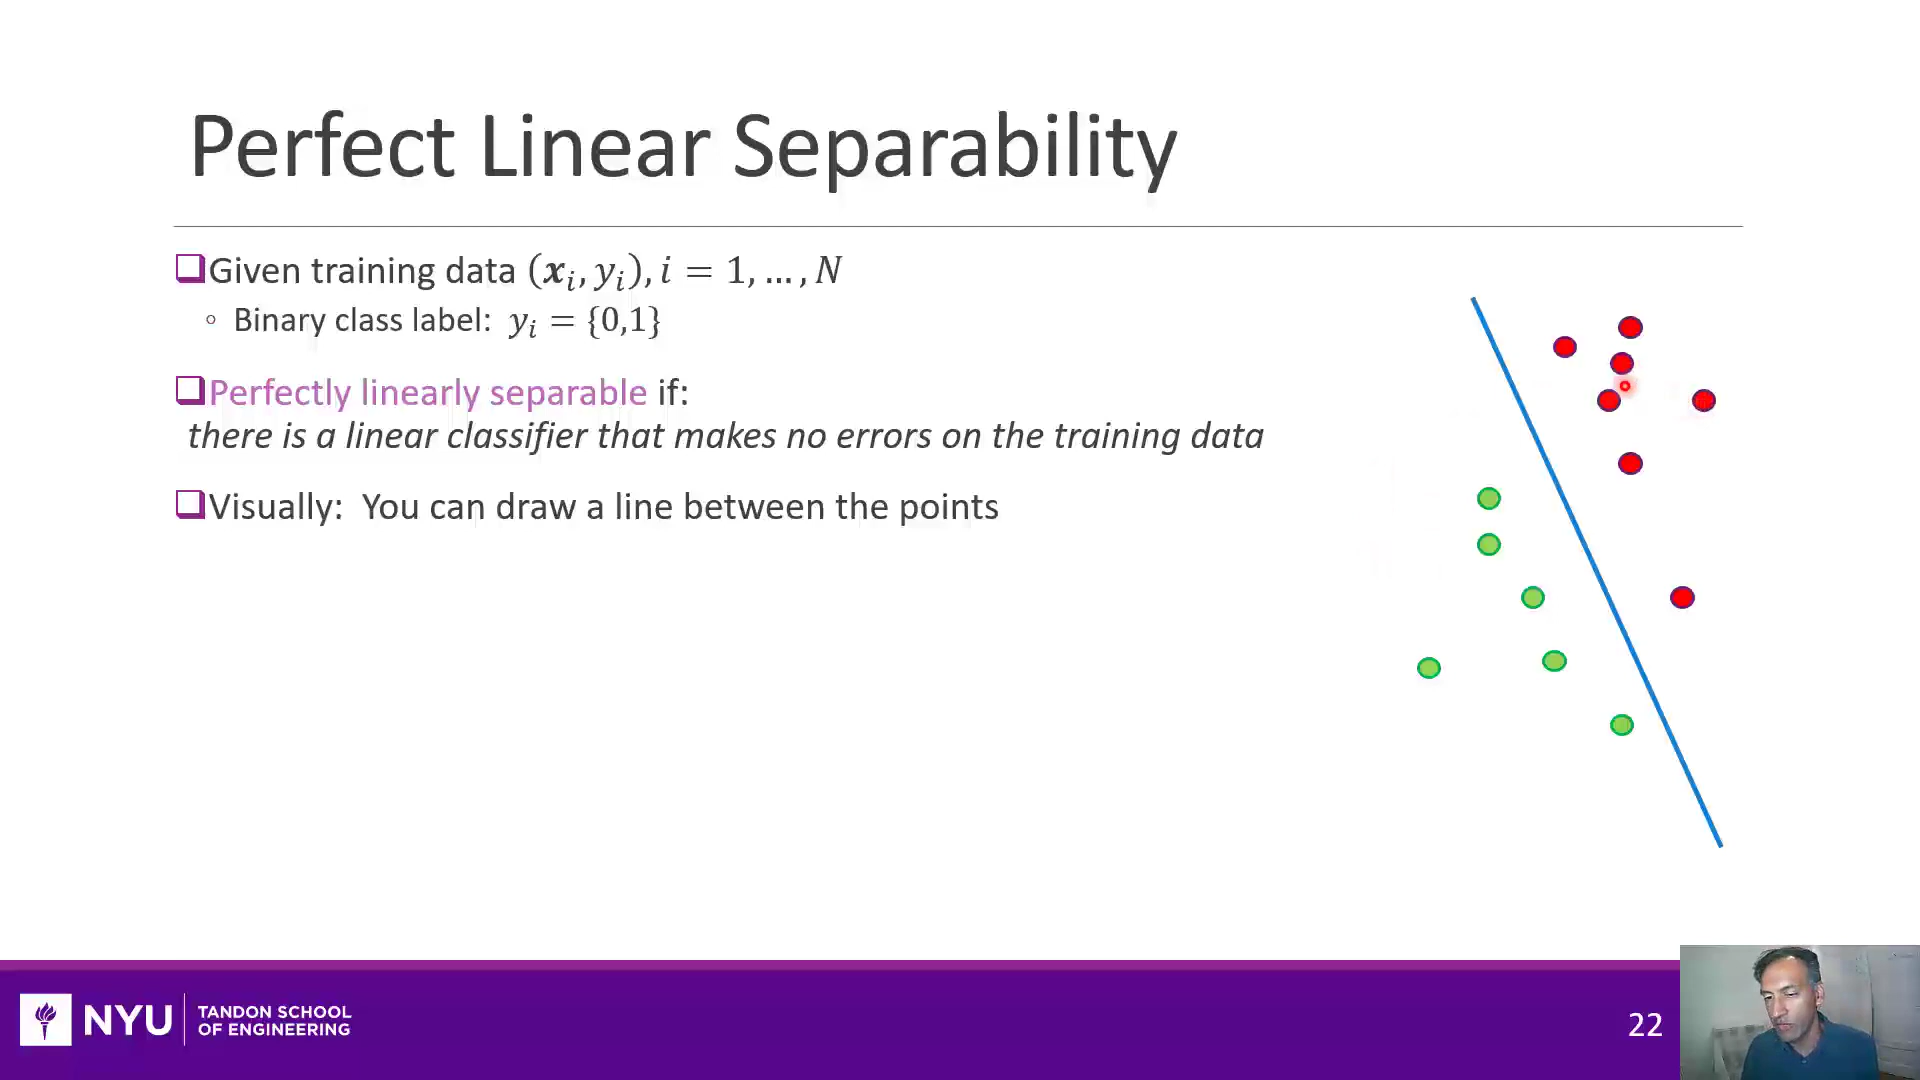 Perfect Linear Separability
Given training data (𝒙ᵢ, yᵢ), i = 1, … , N
Binary class label: yᵢ = {0,1}
Perfectly linearly separable if:
there is a linear classifier that makes no errors on the training data
Visually: You can draw a line between the points
NYU
TANDON SCHOOL
OF ENGINEERING
22